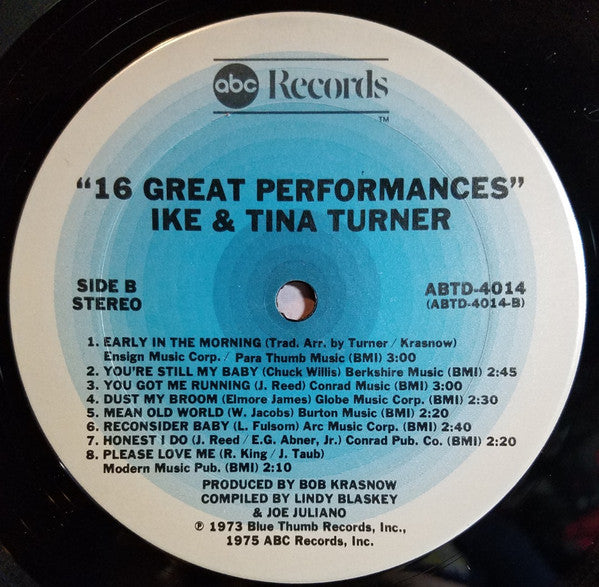 abc Records
TM
"16 GREAT PERFORMANCES"
IKE & TINA TURNER
SIDE B
STEREO
ABTD-4014
(ABTD-4014-B)
1. EARLY IN THE MORNING (Trad. Arr. by Turner / Krasnow)
Ensign Music Corp. / Para Thumb Music (BMI) 3:00
2. YOU'RE STILL MY BABY (Chuck Willis) Berkshire Music (BMI) 2:45
3. YOU GOT ME RUNNING (J. Reed) Conrad Music (BMI) 3:00
4. DUST MY BROOM (Elmore James) Globe Music Corp. (BMI) 2:30
5. MEAN OLD WORLD (W. Jacobs) Burton Music (BMI) 2:20
6. RECONSIDER BABY (L. Fulsom) Arc Music Corp. (BMI) 2:40
7. HONEST I DO (J. Reed / E.G. Abner, Jr.) Conrad Pub. Co. (BMI) 2:20
8. PLEASE LOVE ME (R. King / J. Taub)
Modern Music Pub. (BMI) 2:10
PRODUCED BY BOB KRASNOW
COMPILED BY LINDY BLASKEY
& JOE JULIANO
℗ 1973 Blue Thumb Records, Inc.,
1975 ABC Records, Inc.